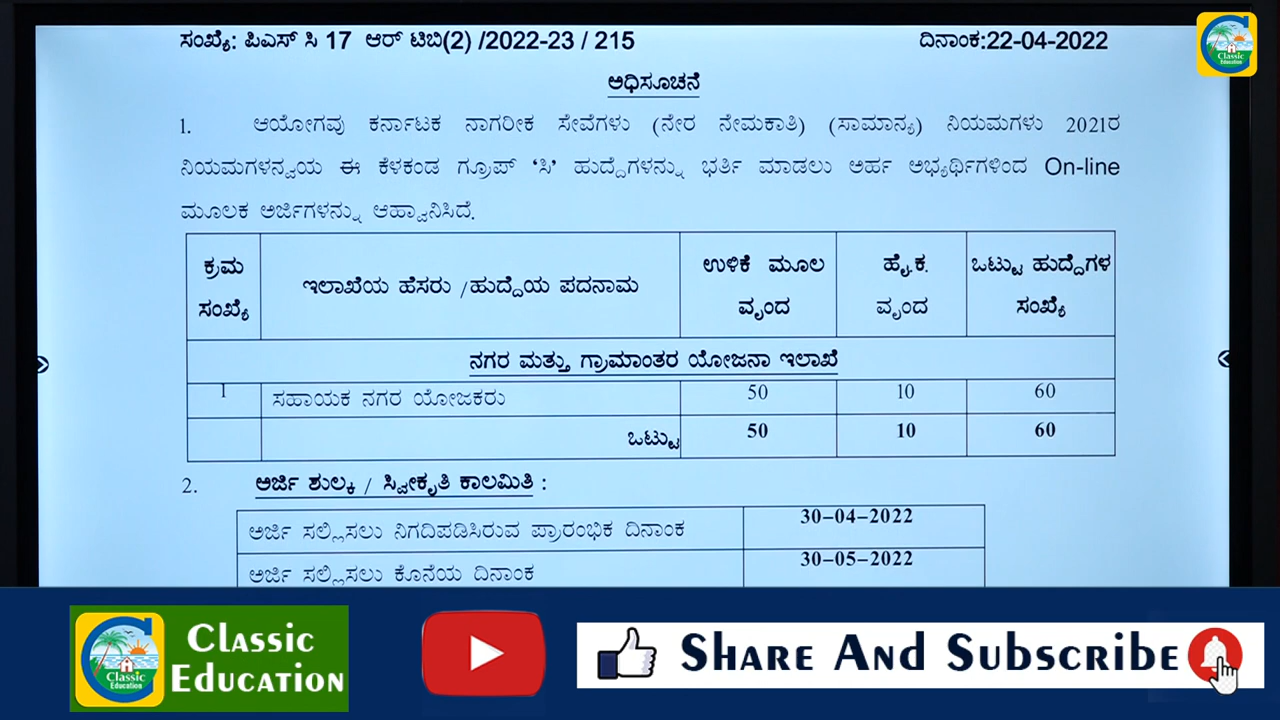 ಸಂಖ್ಯೆ: ಪಿಎಸ್ ಸಿ 17 ಆರ್ ಟಿಬಿ(2) /2022-23 / 215 ದಿನಾಂಕ:22-04-2022
Classic
Education
ಅಧಿಸೂಚನೆ
1. ಆಯೋಗವು ಕರ್ನಾಟಕ ನಾಗರೀಕ ಸೇವೆಗಳು (ನೇರ ನೇಮಕಾತಿ) (ಸಾಮಾನ್ಯ) ನಿಯಮಗಳು 2021ರ
ನಿಯಮಗಳನ್ವಯ ಈ ಕೆಳಕಂಡ ಗ್ರೂಪ್ ‘ಸಿ’ ಹುದ್ದೆಗಳನ್ನು ಭರ್ತಿ ಮಾಡಲು ಅರ್ಹ ಅಭ್ಯರ್ಥಿಗಳಿಂದ On-line
ಮೂಲಕ ಅರ್ಜಿಗಳನ್ನು ಆಹ್ವಾನಿಸಿದೆ.
ಕ್ರಮ ಸಂಖ್ಯೆ ಇಲಾಖೆಯ ಹೆಸರು /ಹುದ್ದೆಯ ಪದನಾಮ ಉಳಿಕೆ ಮೂಲ ವೃಂದ ಹೈ.ಕ. ವೃಂದ ಒಟ್ಟು ಹುದ್ದೆಗಳ ಸಂಖ್ಯೆ
ನಗರ ಮತ್ತು ಗ್ರಾಮಾಂತರ ಯೋಜನಾ ಇಲಾಖೆ
1 ಸಹಾಯಕ ನಗರ ಯೋಜಕರು 50 10 60
ಒಟ್ಟು 50 10 60
2. ಅರ್ಜಿ ಶುಲ್ಕ / ಸ್ವೀಕೃತಿ ಕಾಲಮಿತಿ :
ಅರ್ಜಿ ಸಲ್ಲಿಸಲು ನಿಗದಿಪಡಿಸಿರುವ ಪ್ರಾರಂಭಿಕ ದಿನಾಂಕ 30-04-2022
ಅರ್ಜಿ ಸಲ್ಲಿಸಲು ಕೊನೆಯ ದಿನಾಂಕ 30-05-2022
Classic
Education
Classic
Education
Share And Subscribe